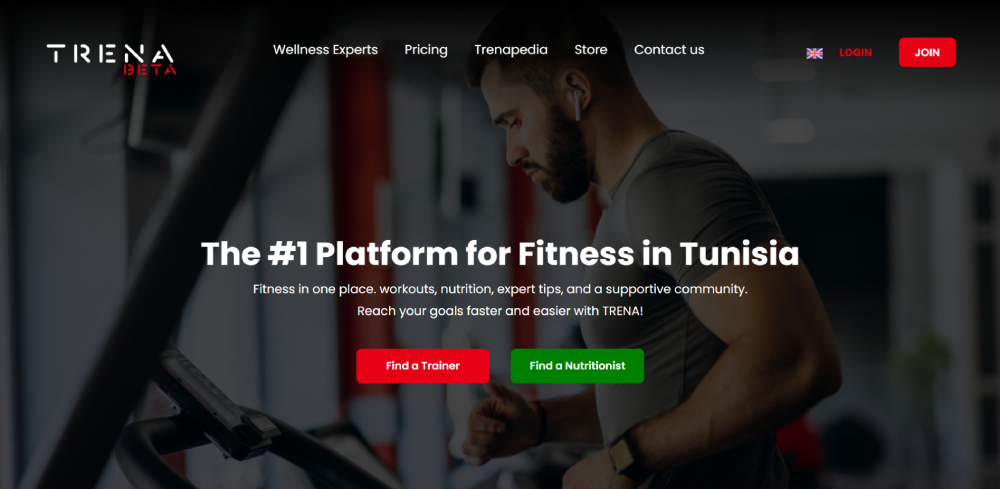 TRENA
BETA
Wellness Experts
Pricing
Trenapedia
Store
Contact us
LOGIN
JOIN
The #1 Platform for Fitness in Tunisia
Fitness in one place. workouts, nutrition, expert tips, and a supportive community.
Reach your goals faster and easier with TRENA!
Find a Trainer
Find a Nutritionist